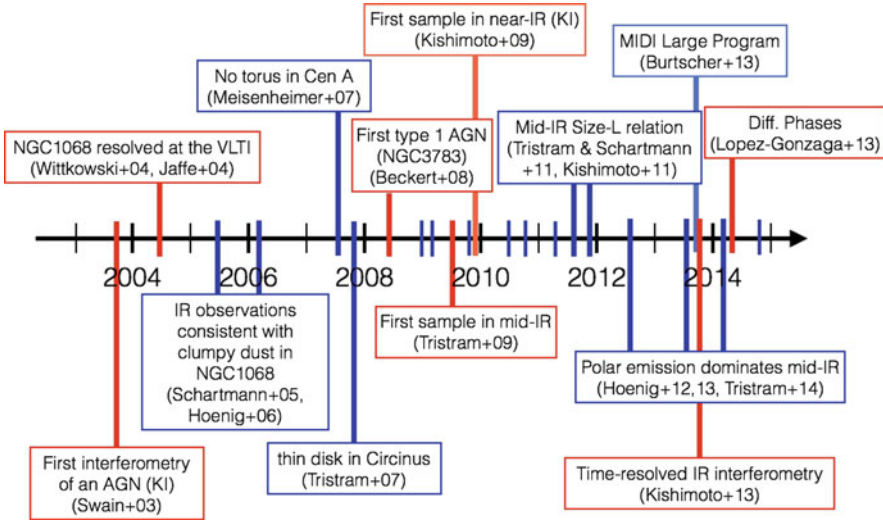 First sample in near-IR (KI)
(Kishimoto+09)
MIDI Large Program
(Burtscher+13)
No torus in Cen A
(Meisenheimer+07)
NGC1068 resolved at the VLTI
(Wittkowski+04, Jaffe+04)
First type 1 AGN
(NGC3783)
(Beckert+08)
Mid-IR Size-L relation
(Tristram & Schartmann
+11, Kishimoto+11)
Diff. Phases
(Lopez-Gonzaga+13)
2004
2006
2008
2010
2012
2014
IR observations
consistent with
clumpy dust in
NGC1068
(Schartmann+05,
Hoenig+06)
First sample in mid-IR
(Tristram+09)
Polar emission dominates mid-IR
(Hoenig+12,13, Tristram+14)
First interferometry
of an AGN (KI)
(Swain+03)
thin disk in Circinus
(Tristram+07)
Time-resolved IR interferometry
(Kishimoto+13)